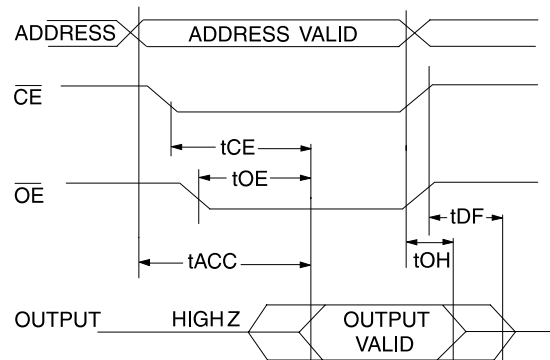 ADDRESS
ADDRESS VALID
CE
tCE
tOE
OE
tDF
tACC
tOH
OUTPUT
HIGH Z
OUTPUT
VALID